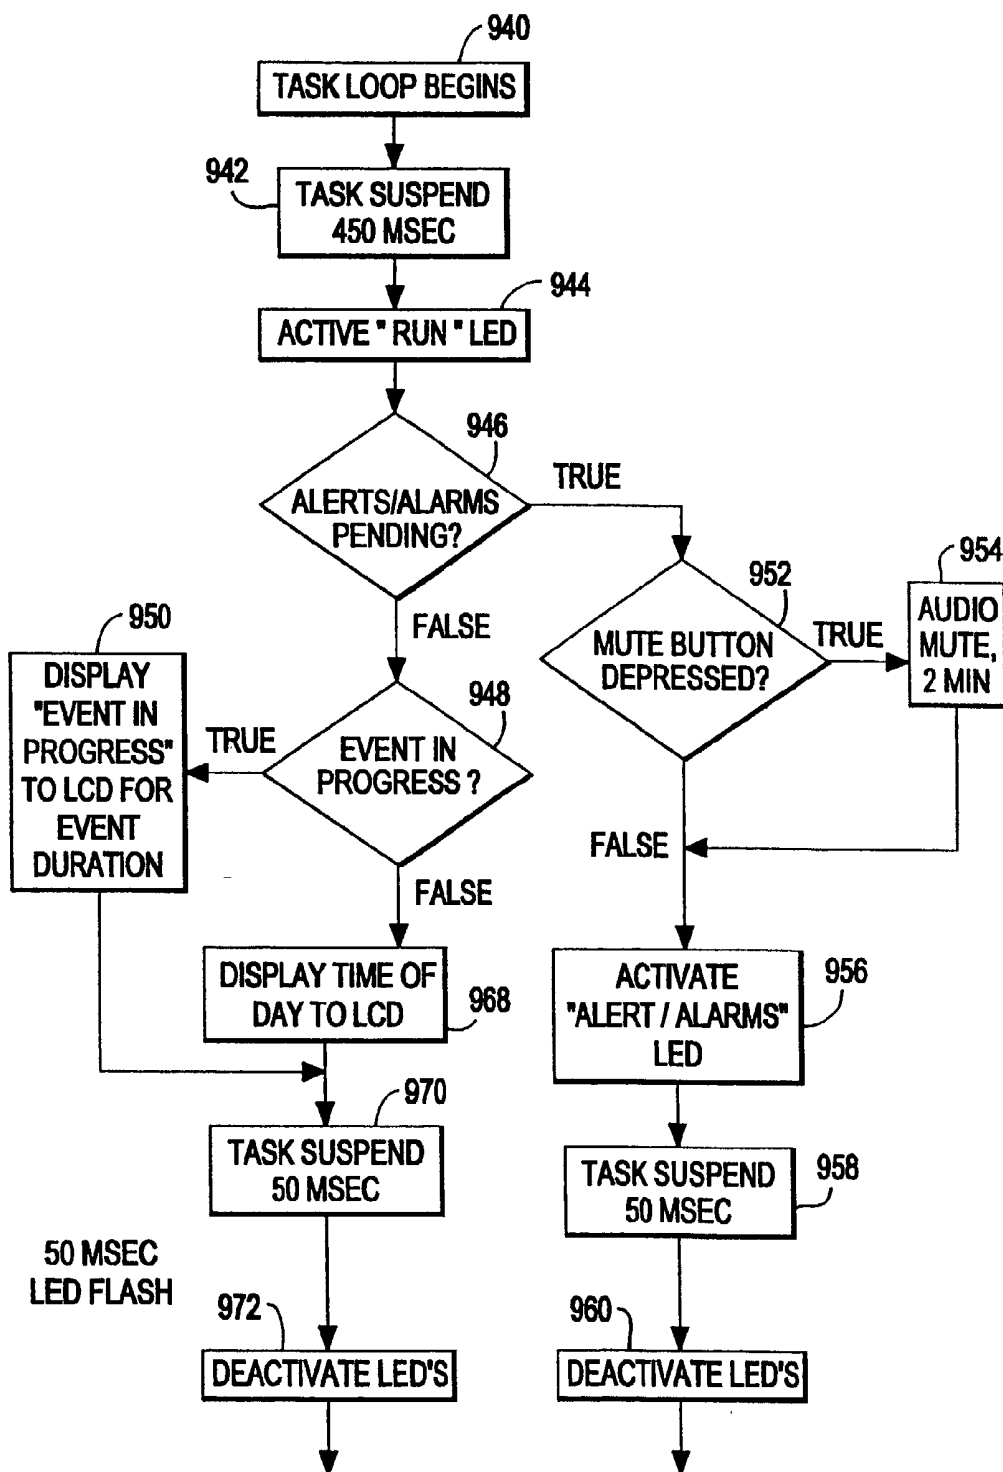 940
TASK LOOP BEGINS
942
TASK SUSPEND
450 MSEC
944
ACTIVE " RUN " LED
946
ALERTS/ALARMS
PENDING?
TRUE
FALSE
952
MUTE BUTTON
DEPRESSED?
TRUE
954
AUDIO
MUTE,
2 MIN
950
DISPLAY
"EVENT IN
PROGRESS"
TO LCD FOR
EVENT
DURATION
TRUE
948
EVENT IN
PROGRESS ?
FALSE
FALSE
DISPLAY TIME OF
DAY TO LCD
968
ACTIVATE
"ALERT / ALARMS"
LED
956
970
TASK SUSPEND
50 MSEC
TASK SUSPEND
50 MSEC
958
50 MSEC
LED FLASH
972
DEACTIVATE LED'S
960
DEACTIVATE LED'S